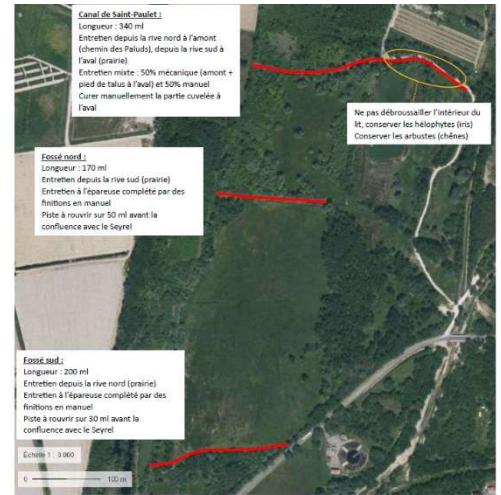 Canal de Saint-Paulet :
Longueur : 340 ml
Entretien depuis la rive nord à l'amont
(chemin des Paluds), depuis la rive sud à
l'aval (prairie)
Entretien mixte : 50% mécanique (amont +
pied de talus à l'aval) et 50% manuel
Curer manuellement la partie cuvelée à
l'aval
Ne pas débroussailler l'intérieur du
lit, conserver les hélophytes (iris)
Conserver les arbustes (chênes)
Fossé nord :
Longueur : 170 ml
Entretien depuis la rive sud (prairie)
Entretien à l'épareuse complété par des
finitions en manuel
Piste à rouvrir sur 50 ml avant la
confluence avec le Seyrel
Fossé sud :
Longueur : 200 ml
Entretien depuis la rive nord (prairie)
Entretien à l'épareuse complété par des
finitions en manuel
Piste à rouvrir sur 30 ml avant la
confluence avec le Seyrel
Échelle 1 : 3 000
0 100 m